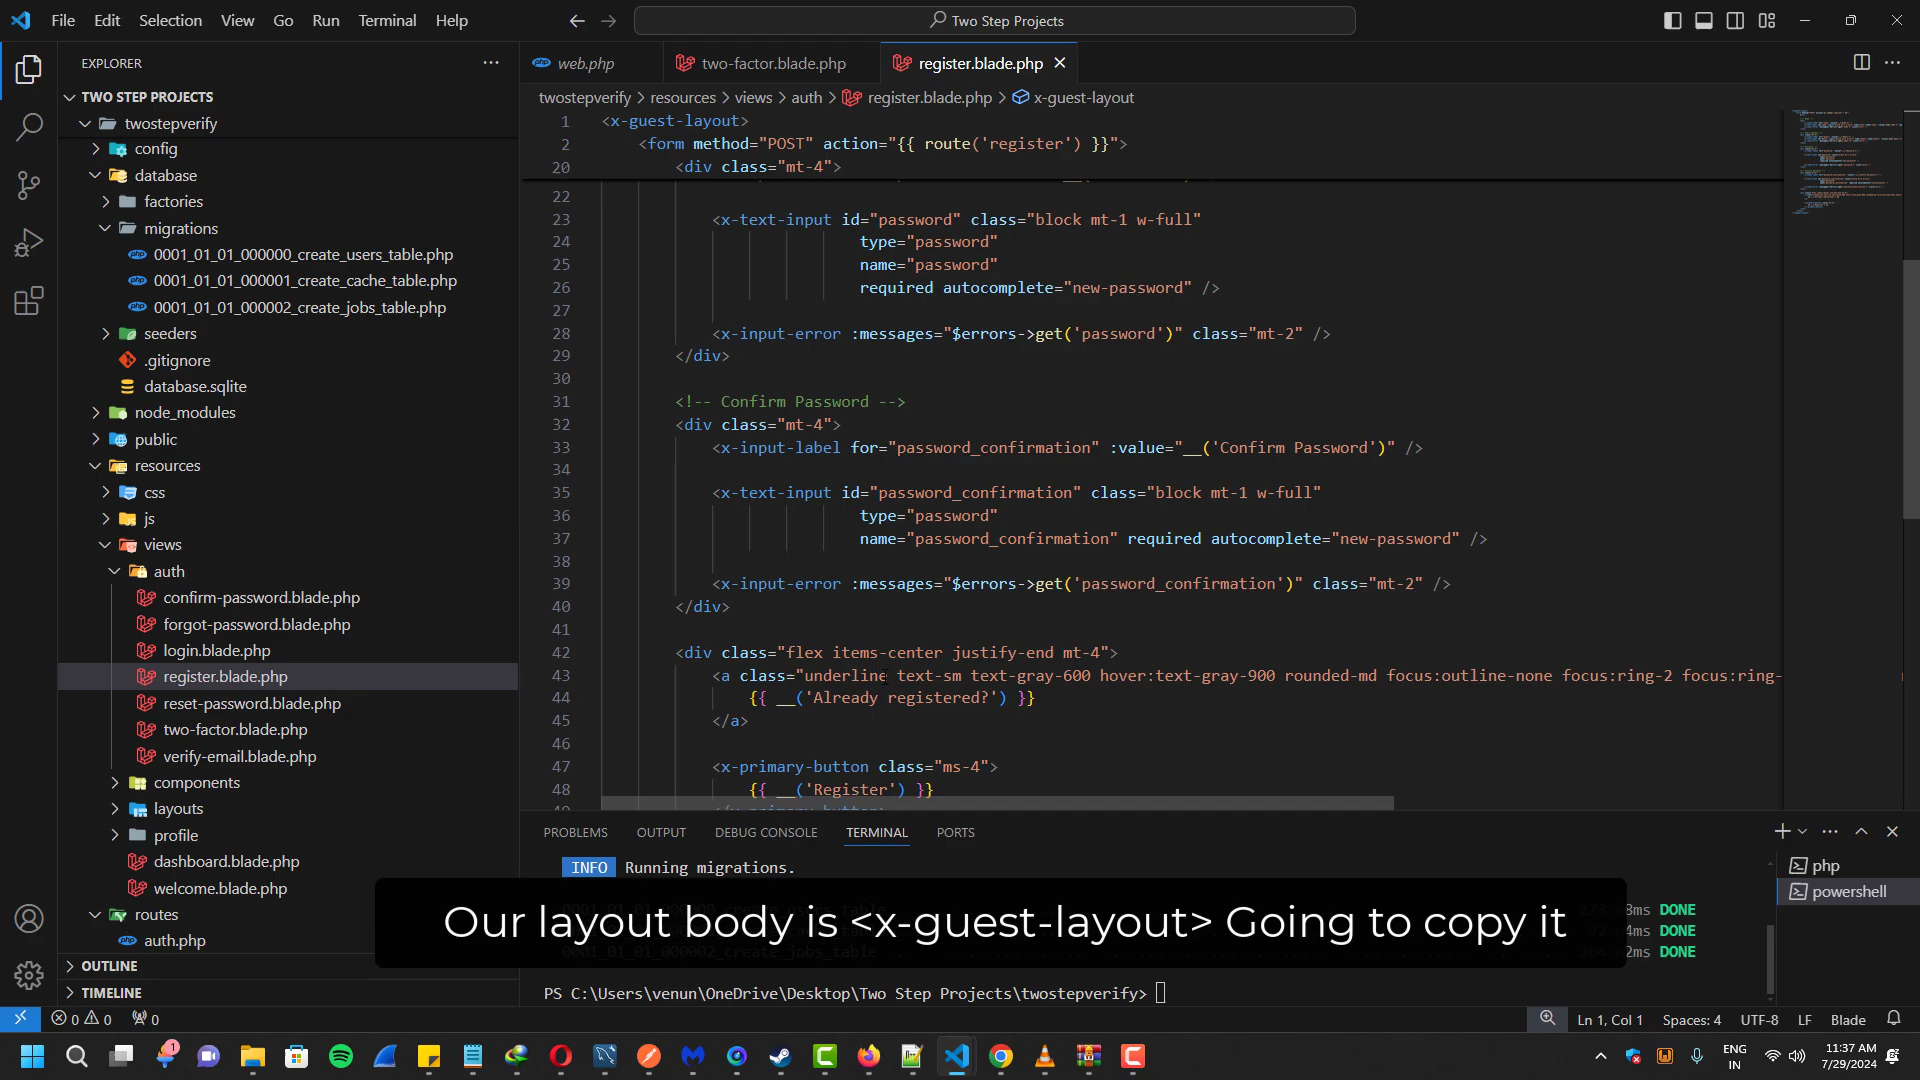 File Edit Selection View Go Run Terminal Help
Two Step Projects
EXPLORER
TWO STEP PROJECTS
twostepverify
config
database
factories
migrations
0001_01_01_000000_create_users_table.php
0001_01_01_000001_create_cache_table.php
0001_01_01_000002_create_jobs_table.php
seeders
.gitignore
database.sqlite
node_modules
public
resources
css
js
views
auth
confirm-password.blade.php
forgot-password.blade.php
login.blade.php
register.blade.php
reset-password.blade.php
two-factor.blade.php
verify-email.blade.php
components
layouts
profile
dashboard.blade.php
welcome.blade.php
routes
auth.php
OUTLINE
TIMELINE
web.php two-factor.blade.php register.blade.php
twostepverify > resources > views > auth > register.blade.php > x-guest-layout
1 <x-guest-layout>
2 <form method="POST" action="{{ route('register') }}">
20 <div class="mt-4">
22
23 <x-text-input id="password" class="block mt-1 w-full"
24 type="password"
25 name="password"
26 required autocomplete="new-password" />
27
28 <x-input-error :messages="$errors->get('password')" class="mt-2" />
29 </div>
30
31 <!-- Confirm Password -->
32 <div class="mt-4">
33 <x-input-label for="password_confirmation" :value="__('Confirm Password')" />
34
35 <x-text-input id="password_confirmation" class="block mt-1 w-full"
36 type="password"
37 name="password_confirmation" required autocomplete="new-password" />
38
39 <x-input-error :messages="$errors->get('password_confirmation')" class="mt-2" />
40 </div>
41
42 <div class="flex items-center justify-end mt-4">
43 <a class="underline text-sm text-gray-600 hover:text-gray-900 rounded-md focus:outline-none focus:ring-2 focus:ring-
44 {{ __('Already registered?') }}
45 </a>
46
47 <x-primary-button class="ms-4">
48 {{ __('Register') }}
PROBLEMS OUTPUT DEBUG CONSOLE TERMINAL PORTS
php
powershell
INFO Running migrations.
DONE
DONE
DONE
Our layout body is <x-guest-layout> Going to copy it
PS C:\Users\venun\OneDrive\Desktop\Two Step Projects\twostepverify>
0 0 0
Ln 1, Col 1 Spaces: 4 UTF-8 LF Blade
1
ENG
IN
11:37 AM
7/29/2024